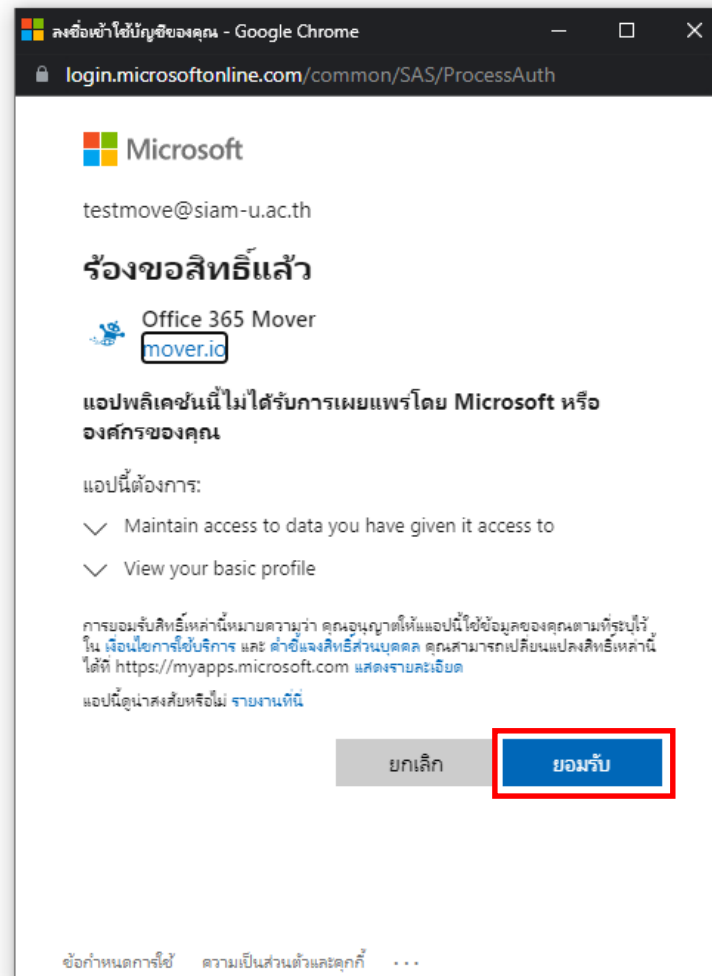 ลงชื่อเข้าใช้บัญชีของคุณ - Google Chrome
login.microsoftonline.com/common/SAS/ProcessAuth
Microsoft
testmove@siam-u.ac.th
ร้องขอสิทธิ์แล้ว
Office 365 Mover
mover.io
แอปพลิเคชันนี้ไม่ได้รับการเผยแพร่โดย Microsoft หรือ
องค์กรของคุณ
แอปนี้ต้องการ:
Maintain access to data you have given it access to
View your basic profile
การยอมรับสิทธิ์เหล่านี้หมายความว่า คุณอนุญาตให้แอปนี้ใช้ข้อมูลของคุณตามที่ระบุไว้
ใน เงื่อนไขการใช้บริการ และ คำชี้แจงสิทธิ์ส่วนบุคคล คุณสามารถเปลี่ยนแปลงสิทธิ์เหล่านี้
ได้ที่ https://myapps.microsoft.com แสดงรายละเอียด
แอปนี้ดูน่าสงสัยหรือไม่ รายงานที่นี่
ยกเลิก
ยอมรับ
ข้อกำหนดการใช้ ความเป็นส่วนตัวและคุกกี้ ...